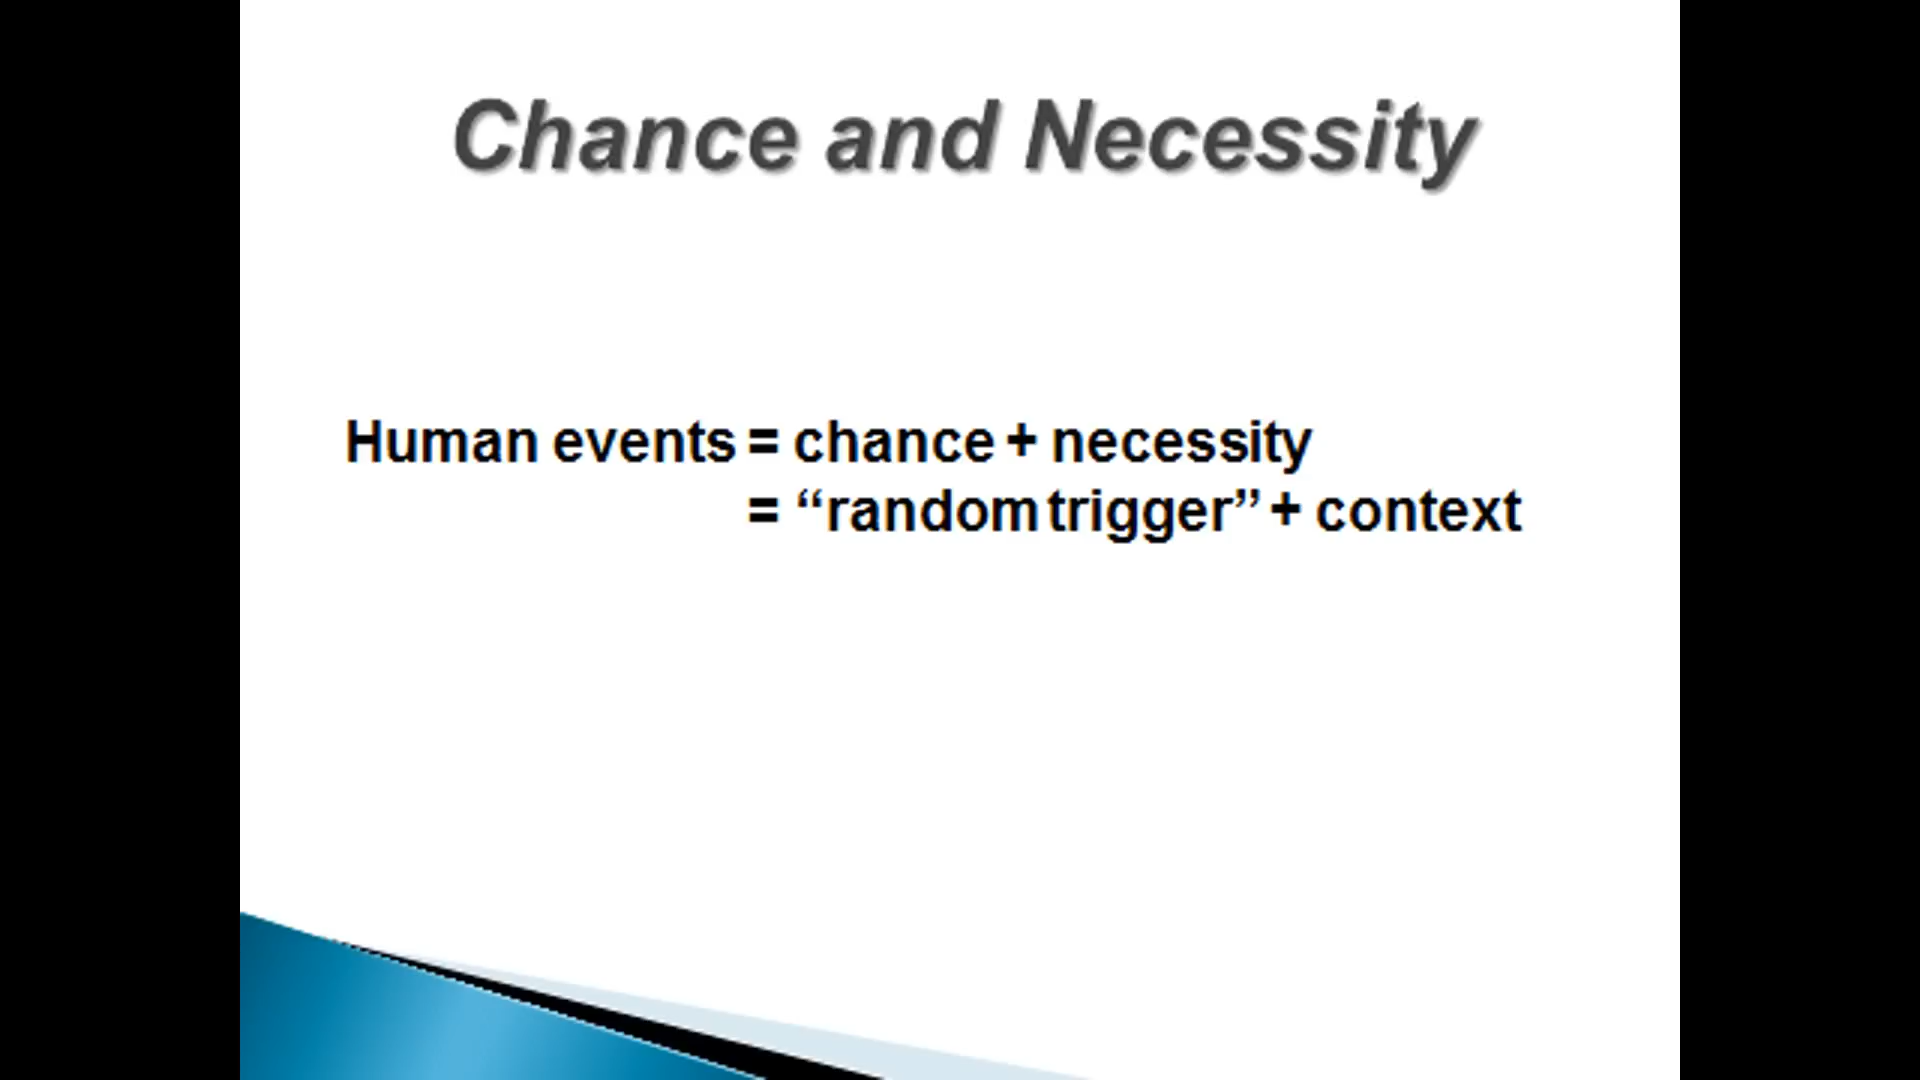 Chance and Necessity
Human events = chance + necessity
= “random trigger” + context